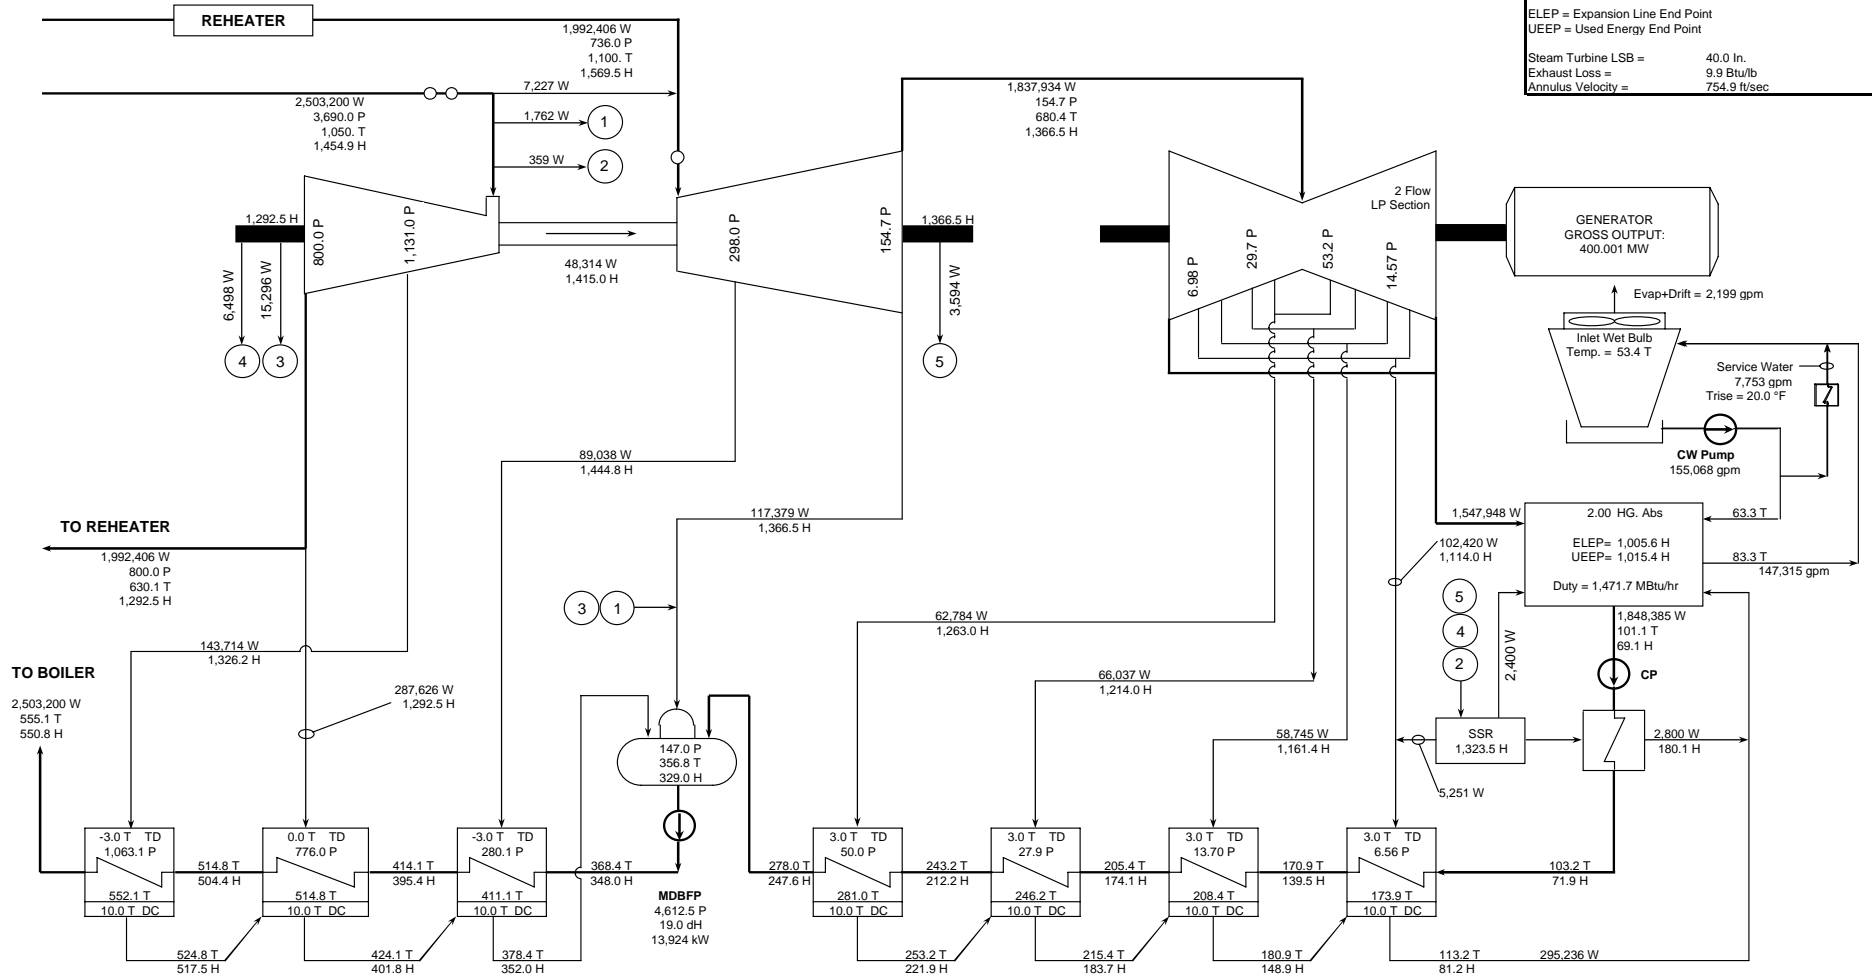 REHEATER
1,992,406 W
736.0 P
1,100. T
1,569.5 H
ELEP = Expansion Line End Point
UEEP = Used Energy End Point
Steam Turbine LSB = 40.0 In.
Exhaust Loss = 9.9 Btu/lb
Annulus Velocity = 754.9 ft/sec
2,503,200 W
3,690.0 P
1,050. T
1,454.9 H
7,227 W
1,762 W
1
359 W
2
1,837,934 W
154.7 P
680.4 T
1,366.5 H
1,292.5 H
800.0 P
1,131.0 P
298.0 P
154.7 P
1,366.5 H
48,314 W
1,415.0 H
6,498 W
15,296 W
4
3
3,594 W
5
2 Flow
LP Section
6.98 P
29.7 P
53.2 P
14.57 P
GENERATOR
GROSS OUTPUT:
400.001 MW
Evap+Drift = 2,199 gpm
Inlet Wet Bulb
Temp. = 53.4 T
Service Water
7,753 gpm
Trise = 20.0 °F
CW Pump
155,068 gpm
89,038 W
1,444.8 H
117,379 W
1,366.5 H
TO REHEATER
1,992,406 W
800.0 P
630.1 T
1,292.5 H
1,547,948 W
2.00 HG. Abs
ELEP= 1,005.6 H
UEEP= 1,015.4 H
Duty = 1,471.7 MBtu/hr
63.3 T
83.3 T
147,315 gpm
102,420 W
1,114.0 H
3
1
62,784 W
1,263.0 H
5
4
2
2,400 W
1,848,385 W
101.1 T
69.1 H
CP
143,714 W
1,326.2 H
TO BOILER
2,503,200 W
555.1 T
550.8 H
287,626 W
1,292.5 H
66,037 W
1,214.0 H
147.0 P
356.8 T
329.0 H
58,745 W
1,161.4 H
SSR
1,323.5 H
2,800 W
180.1 H
5,251 W
-3.0 T TD
1,063.1 P
552.1 T
10.0 T DC
514.8 T
504.4 H
0.0 T TD
776.0 P
514.8 T
10.0 T DC
414.1 T
395.4 H
-3.0 T TD
280.1 P
411.1 T
10.0 T DC
368.4 T
348.0 H
MDBFP
4,612.5 P
19.0 dH
13,924 kW
278.0 T
247.6 H
3.0 T TD
50.0 P
281.0 T
10.0 T DC
243.2 T
212.2 H
3.0 T TD
27.9 P
246.2 T
10.0 T DC
205.4 T
174.1 H
3.0 T TD
13.70 P
208.4 T
10.0 T DC
170.9 T
139.5 H
3.0 T TD
6.56 P
173.9 T
10.0 T DC
103.2 T
71.9 H
524.8 T
517.5 H
424.1 T
401.8 H
378.4 T
352.0 H
253.2 T
221.9 H
215.4 T
183.7 H
180.9 T
148.9 H
113.2 T
81.2 H
295,236 W